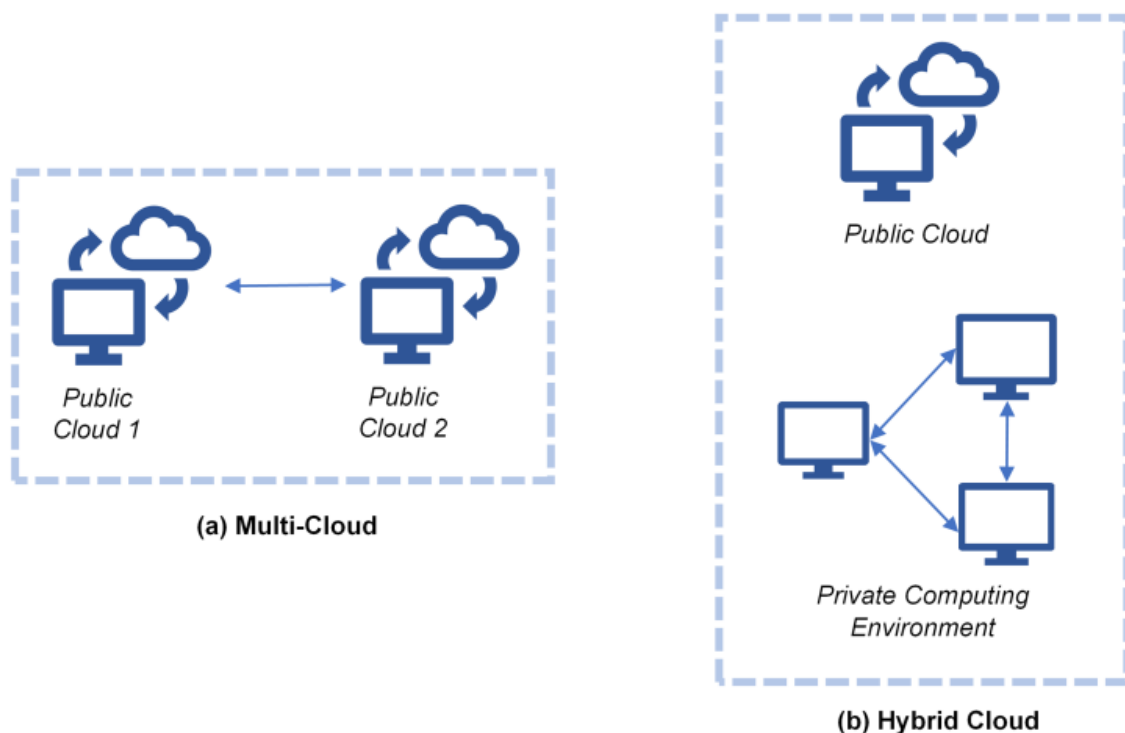 Public
Cloud 1
Public
Cloud 2
(a) Multi-Cloud
Public Cloud
Private Computing
Environment
(b) Hybrid Cloud